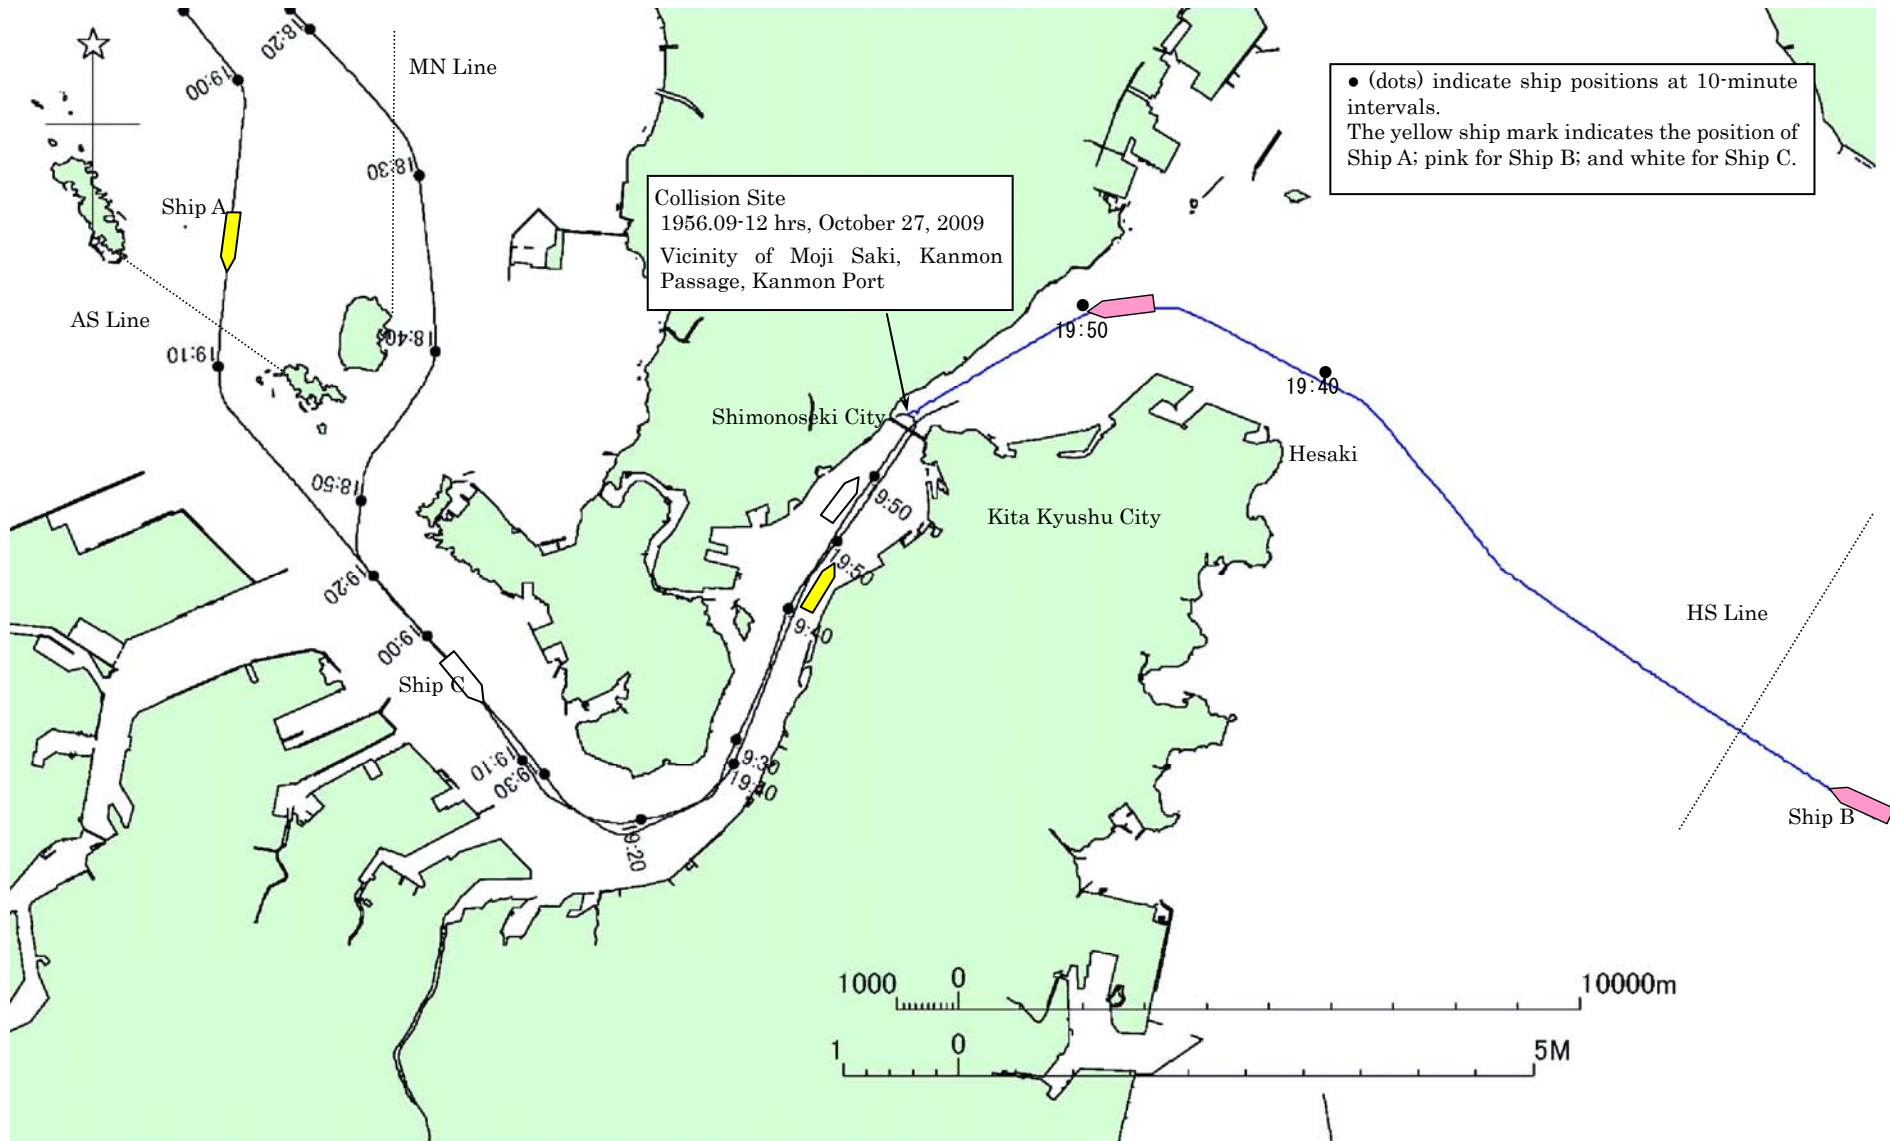 18:20
MN Line
19:00
● (dots) indicate ship positions at 10-minute
intervals.
The yellow ship mark indicates the position of
Ship A; pink for Ship B; and white for Ship C.
18:30
Collision Site
1956.09-12 hrs, October 27, 2009
Vicinity of Moji Saki, Kanmon
Passage, Kanmon Port
Ship A
AS Line
18:40
19:10
19:50
19:40
Shimonoseki City
Hesaki
18:50
9:50
Kita Kyushu City
19:50
19:20
9:40
HS Line
19:00
Ship C
19:10
19:30
9:30
19:40
Ship B
19:20
1000
0
10000m
1
0
5M